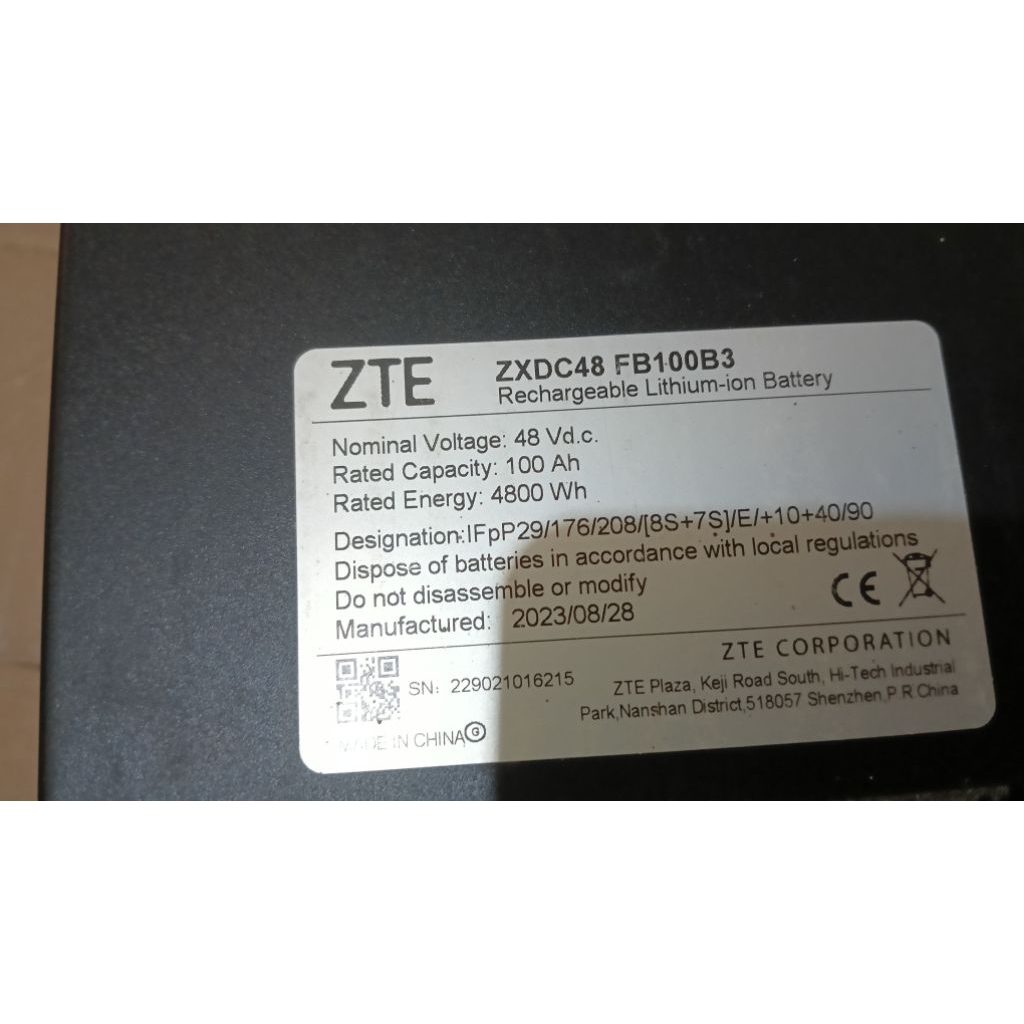 ZTE
ZXDC48 FB100B3
Rechargeable Lithium-ion Battery
Nominal Voltage: 48 Vd.c.
Rated Capacity: 100 Ah
Rated Energy: 4800 Wh
Designation:IFpP29/176/208/[8S+7S]/E/+10+40/90
Dispose of batteries in accordance with local regulations
Do not disassemble or modify
Manufactured: 2023/08/28
CE
ZTE CORPORATION
SN: 229021016215
ZTE Plaza, Keji Road South, Hi-Tech Industrial
Park,Nanshan District,518057 Shenzhen,P R China
MADE IN CHINA G